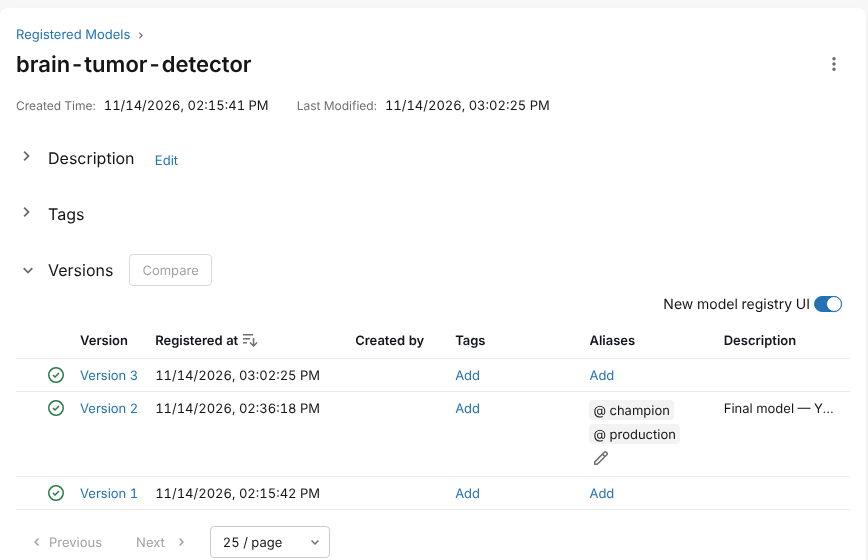 Registered Models ›
brain-tumor-detector
Created Time: 11/14/2026, 02:15:41 PM Last Modified: 11/14/2026, 03:02:25 PM
Description Edit
Tags
Versions Compare
New model registry UI
Version Registered at Created by Tags Aliases Description
Version 3 11/14/2026, 03:02:25 PM Add Add
Version 2 11/14/2026, 02:36:18 PM Add @ champion Final model — Y...
@ production
Version 1 11/14/2026, 02:15:42 PM Add Add
Previous Next 25 / page